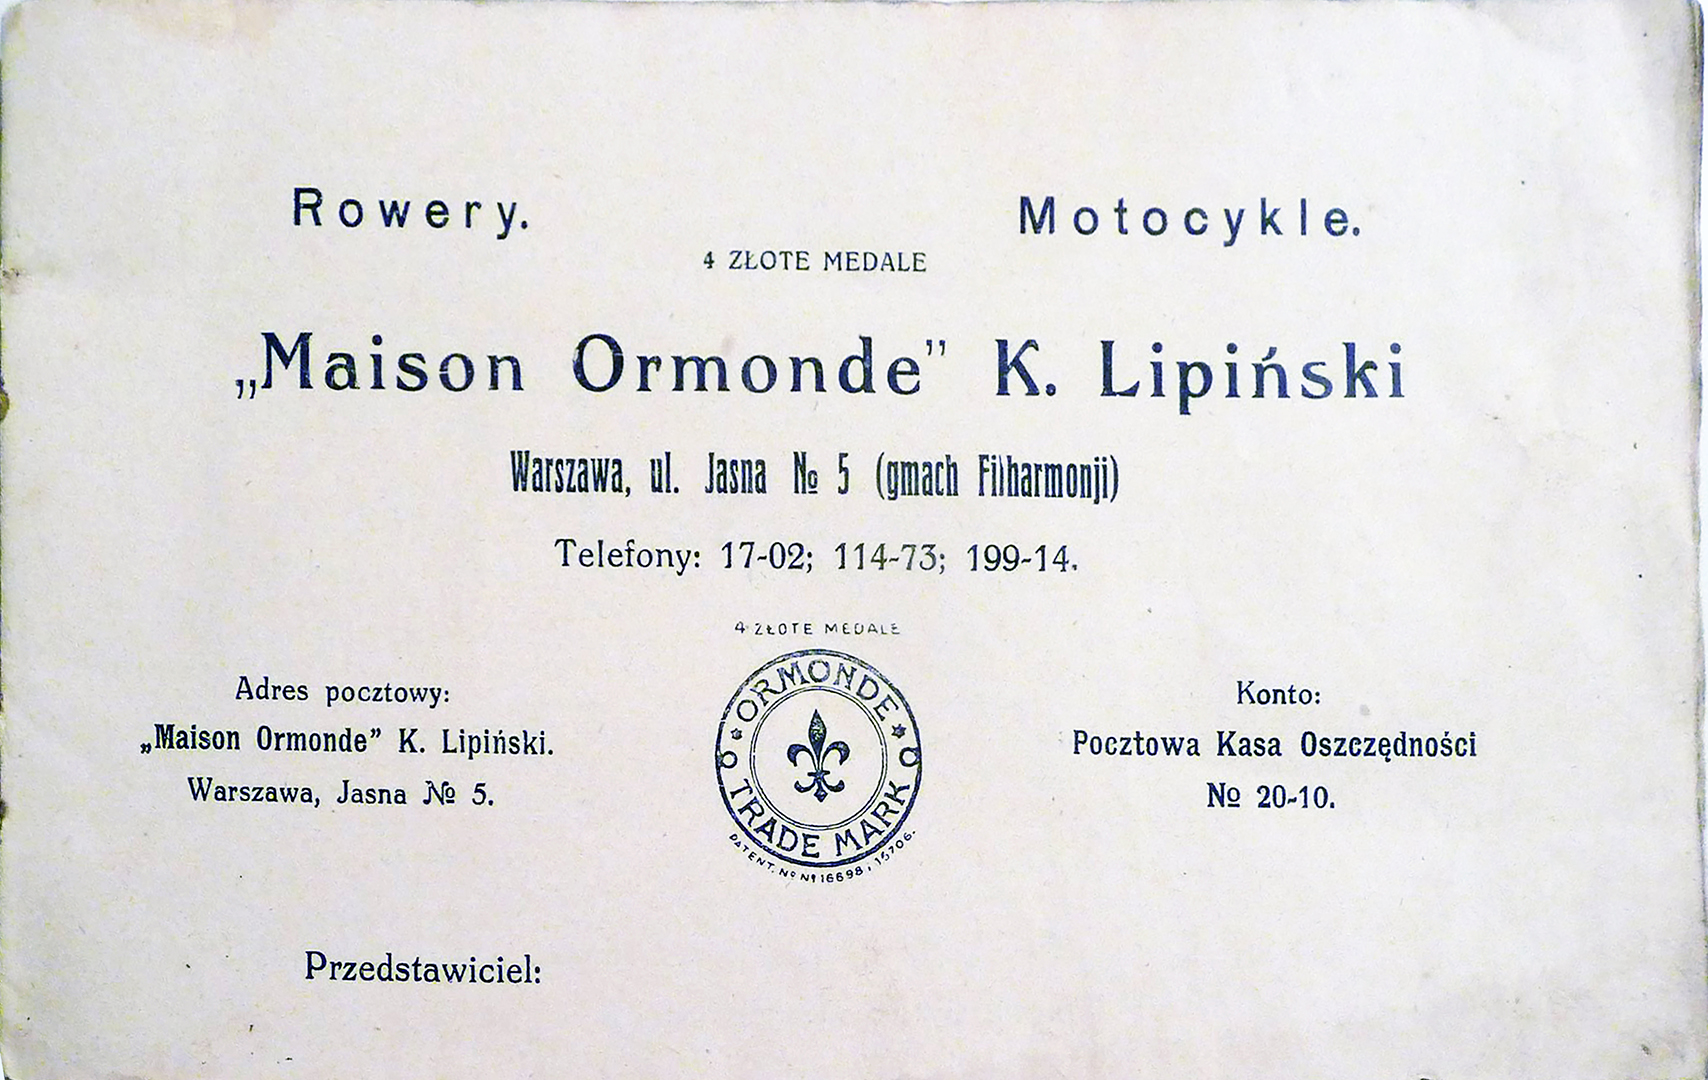 Rowery. Motocykle.
4 ZŁOTE MEDALE
„Maison Ormonde” K. Lipiński
Warszawa, ul. Jasna № 5 (gmach Filharmonji)
Telefony: 17-02; 114-73; 199-14.
4 ZŁOTE MEDALE
ORMONDE
TRADE MARK
PATENT. № № 16698 i 15706.
Adres pocztowy:
„Maison Ormonde” K. Lipiński.
Warszawa, Jasna № 5.
Konto:
Pocztowa Kasa Oszczędności
№ 20-10.
Przedstawiciel: